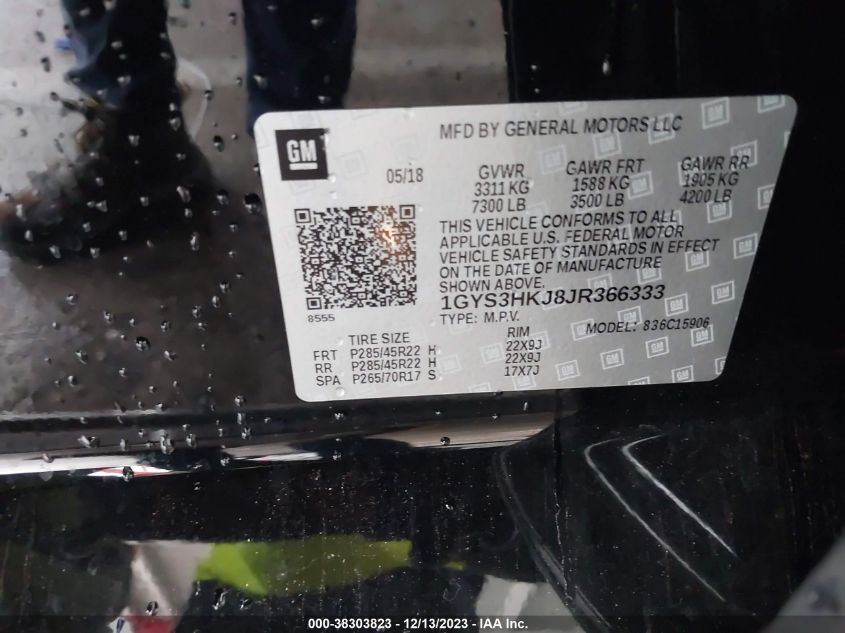 GM
MFD BY GENERAL MOTORS LLC
05/18
GVWR GAWR FRT GAWR RR
3311 KG 1588 KG 1905 KG
7300 LB 3500 LB 4200 LB
THIS VEHICLE CONFORMS TO ALL
APPLICABLE U.S. FEDERAL MOTOR
VEHICLE SAFETY STANDARDS IN EFFECT
ON THE DATE OF MANUFACTURE
SHOWN ABOVE.
8555
1GYS3HKJ8JR366333
TYPE: M.P.V. MODEL: 836C15906
TIRE SIZE RIM
FRT P285/45R22 H 22X9J
RR P285/45R22 H 22X9J
SPA P265/70R17 S 17X7J
000-38303823 - 12/13/2023 - IAA Inc.